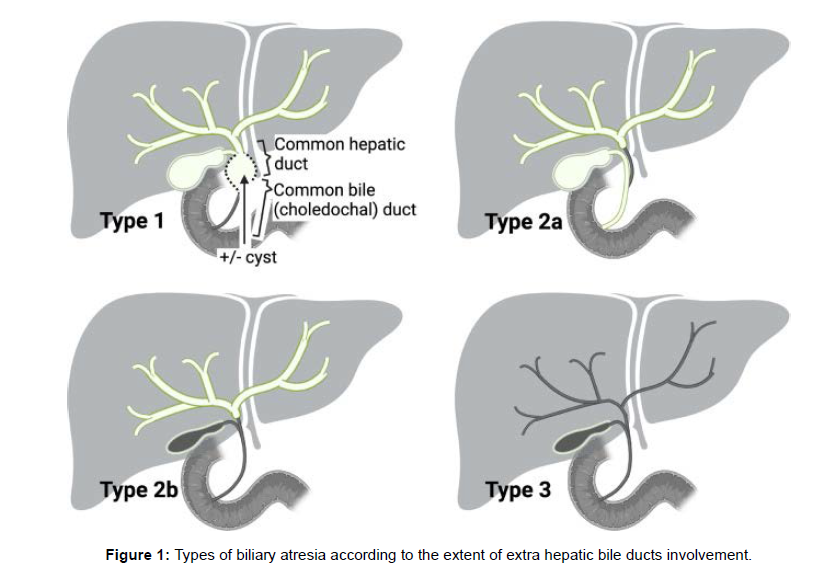 Common hepatic
duct
Common bile
(choledochal) duct
Type 1
+/- cyst
Type 2a
Type 2b
Type 3
Figure 1: Types of biliary atresia according to the extent of extra hepatic bile ducts involvement.